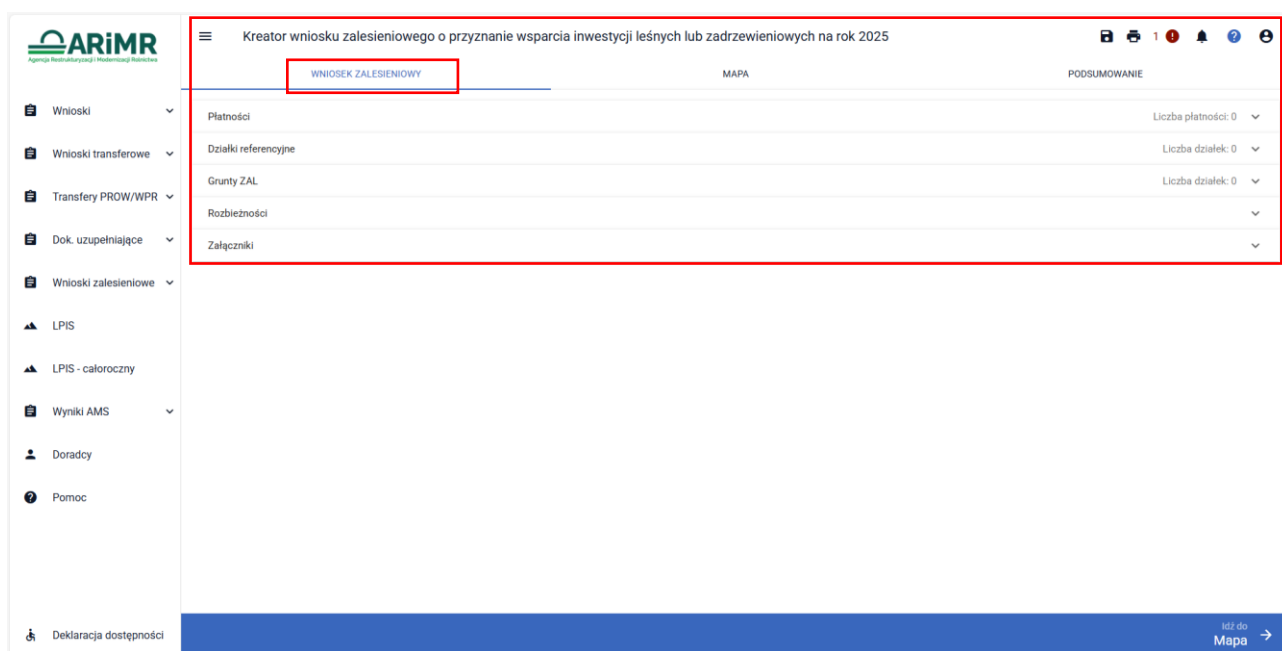 ARiMR
Agencja Restrukturyzacji i Modernizacji Rolnictwa
Kreator wniosku zalesieniowego o przyznanie wsparcia inwestycji leśnych lub zadrzewieniowych na rok 2025
1
WNIOSEK ZALESIENIOWY
MAPA
PODSUMOWANIE
Wnioski
Wnioski transferowe
Transfery PROW/WPR
Dok. uzupełniające
Wnioski zalesieniowe
LPIS
LPIS - całoroczny
Wyniki AMS
Doradcy
Pomoc
Deklaracja dostępności
Płatności Liczba płatności: 0
Działki referencyjne Liczba działek: 0
Grunty ZAL Liczba działek: 0
Rozbieżności
Załączniki
Idź do
Mapa